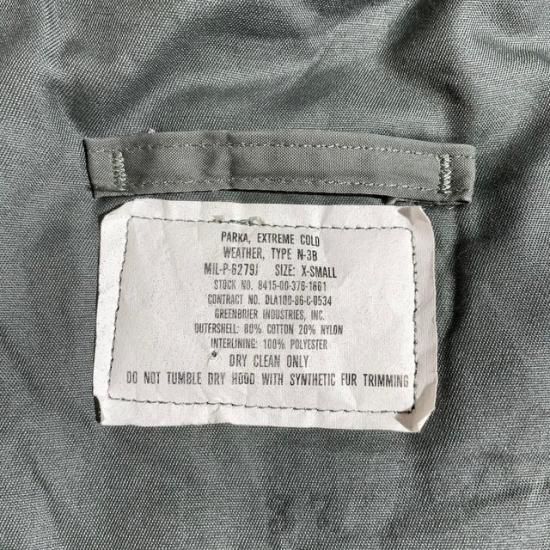 PARKA, EXTREME COLD
WEATHER, TYPE N-3B
MIL-P-6279J SIZE: X-SMALL
STOCK NO. 8415-00-376-1661
CONTRACT NO. DLA100-86-C-0534
GREENBRIER INDUSTRIES, INC.
OUTERSHELL: 80% COTTON 20% NYLON
INTERLINING: 100% POLYESTER
DRY CLEAN ONLY
DO NOT TUMBLE DRY HOOD WITH SYNTHETIC FUR TRIMMING